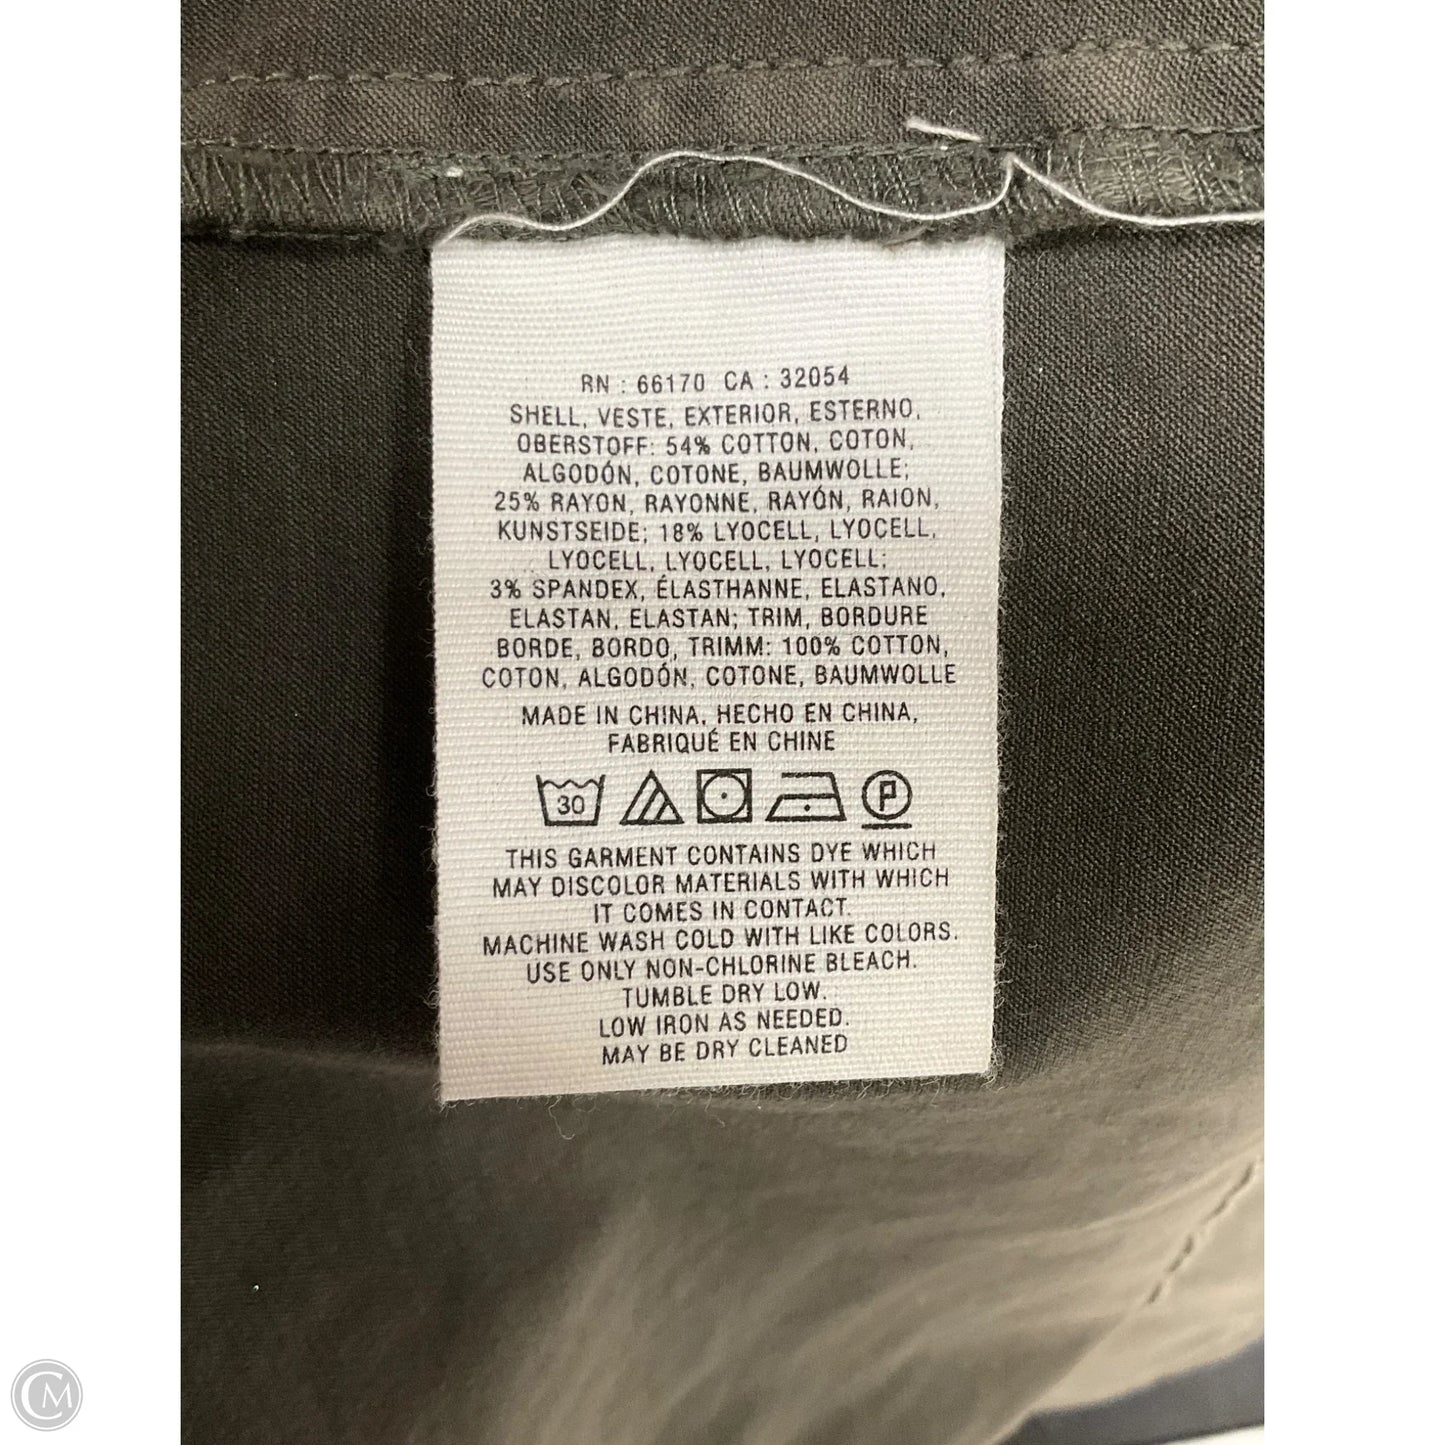 RN : 66170 CA : 32054
SHELL, VESTE, EXTERIOR, ESTERNO,
OBERSTOFF: 54% COTTON, COTON,
ALGODÓN, COTONE, BAUMWOLLE;
25% RAYON, RAYONNE, RAYÓN, RAION,
KUNSTSEIDE; 18% LYOCELL, LYOCELL,
LYOCELL, LYOCELL, LYOCELL;
3% SPANDEX, ÉLASTHANNE, ELASTANO,
ELASTAN, ELASTAN; TRIM, BORDURE
BORDE, BORDO, TRIMM: 100% COTTON,
COTON, ALGODÓN, COTONE, BAUMWOLLE
MADE IN CHINA, HECHO EN CHINA,
FABRIQUÉ EN CHINE
30 P
THIS GARMENT CONTAINS DYE WHICH
MAY DISCOLOR MATERIALS WITH WHICH
IT COMES IN CONTACT.
MACHINE WASH COLD WITH LIKE COLORS.
USE ONLY NON-CHLORINE BLEACH.
TUMBLE DRY LOW.
LOW IRON AS NEEDED.
MAY BE DRY CLEANED
CM